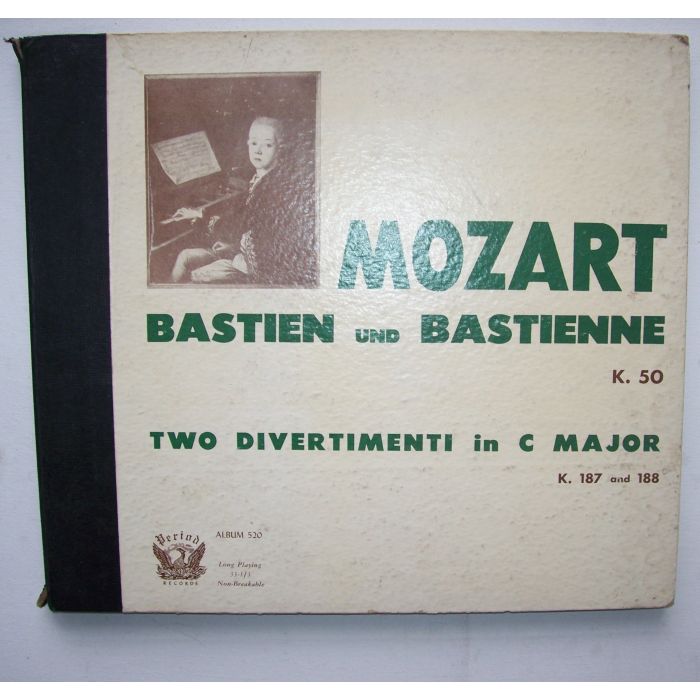 MOZART
BASTIEN UND BASTIENNE
K. 50
TWO DIVERTIMENTI in C MAJOR
K. 187 and 188
Period
RECORDS
ALBUM 520
Long Playing
33-1/3
Non-Breakable